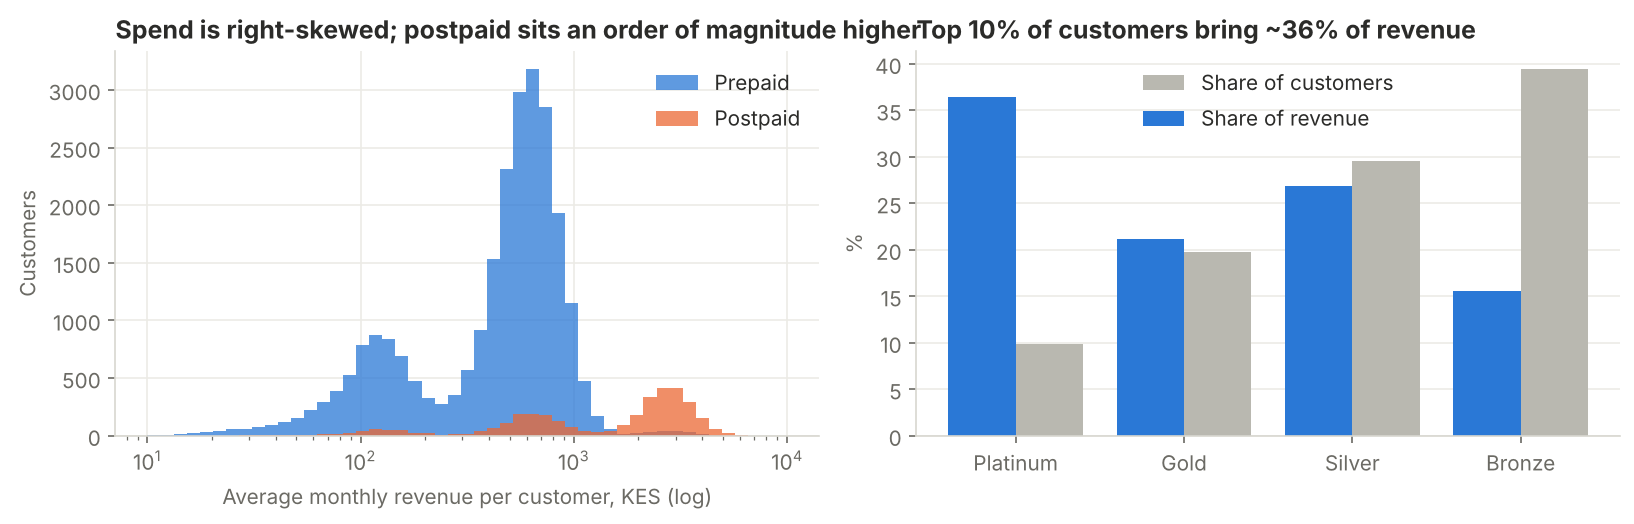 Spend is right-skewed; postpaid sits an order of magnitude higher
Customers
3000
2500
2000
1500
1000
500
0
Prepaid
Postpaid
10¹
10²
10³
10⁴
Average monthly revenue per customer, KES (log)
Top 10% of customers bring ~36% of revenue
%
40
35
30
25
20
15
10
5
0
Share of customers
Share of revenue
Platinum
Gold
Silver
Bronze